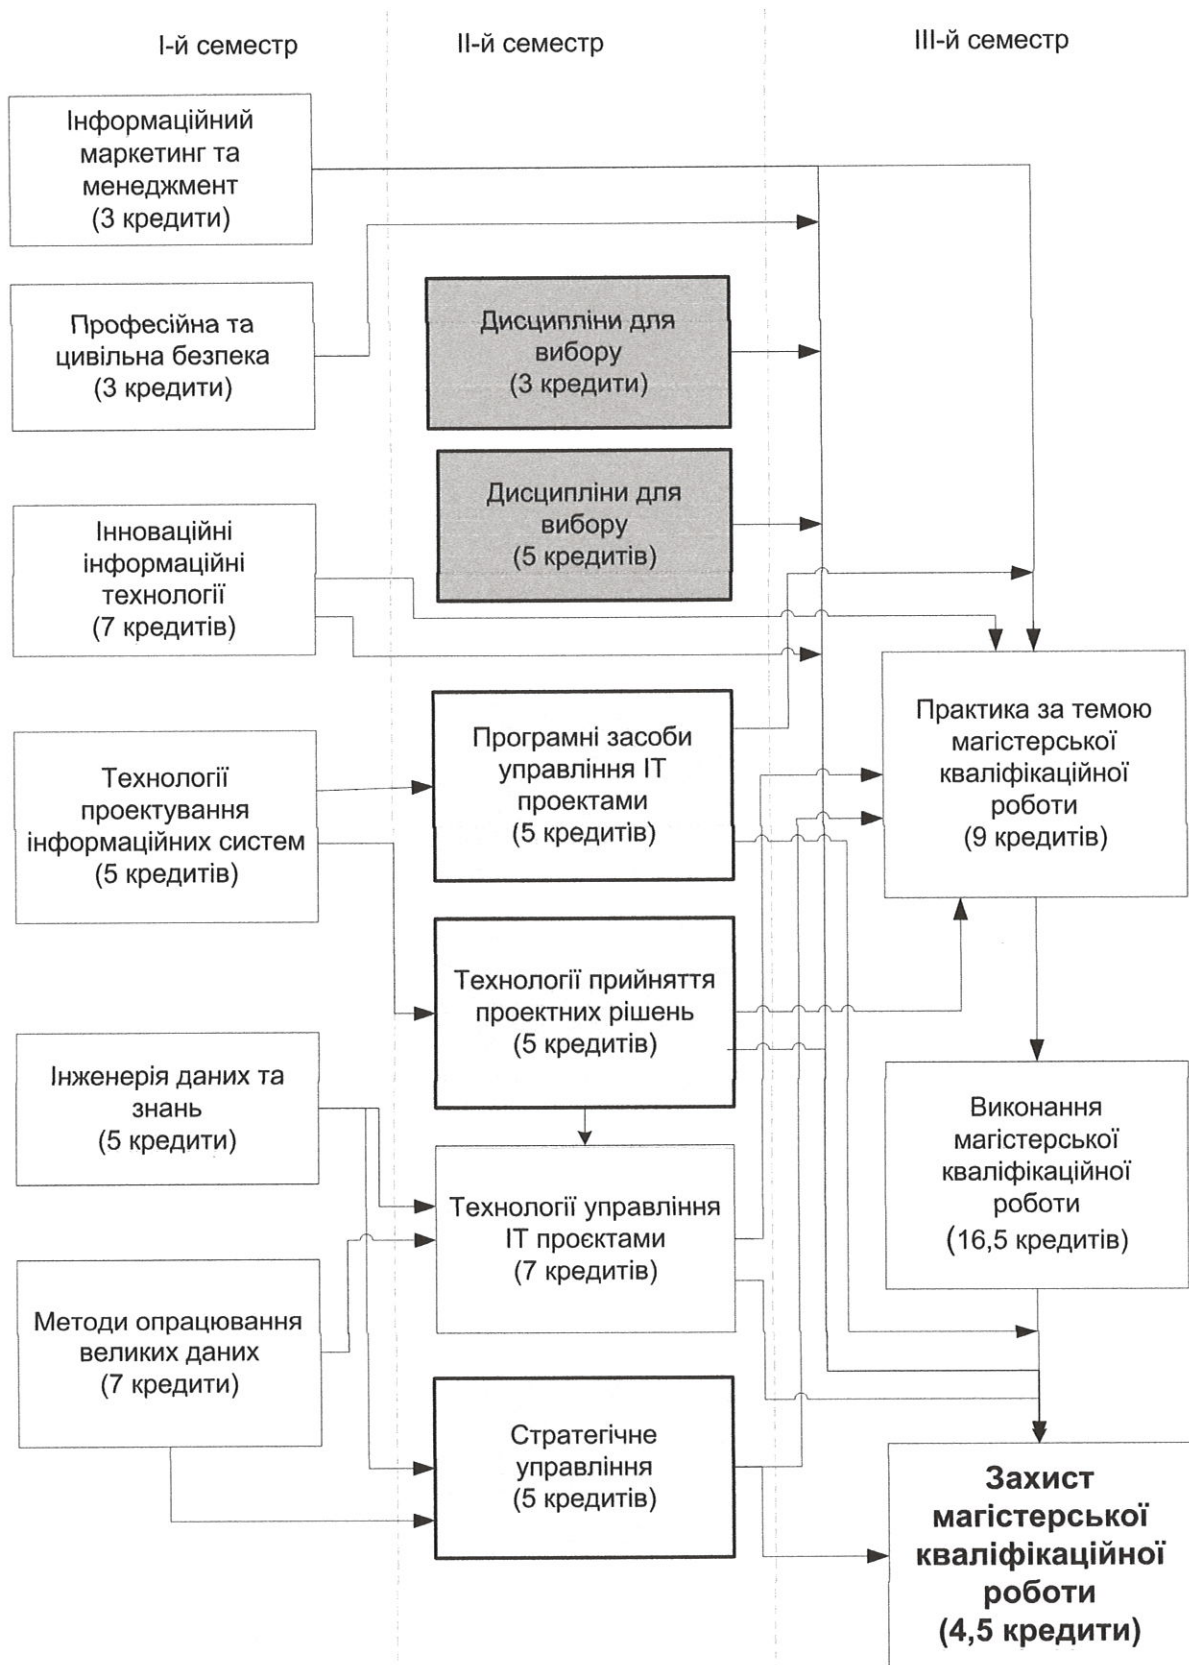 І-й семестр
ІІ-й семестр
ІІІ-й семестр
Інформаційний
маркетинг та
менеджмент
(3 кредити)
Професійна та
цивільна безпека
(3 кредити)
Інноваційні
інформаційні
технології
(7 кредитів)
Технології
проектування
інформаційних систем
(5 кредитів)
Інженерія даних та
знань
(5 кредити)
Методи опрацювання
великих даних
(7 кредити)
Дисципліни для
вибору
(3 кредити)
Дисципліни для
вибору
(5 кредитів)
Програмні засоби
управління ІТ
проектами
(5 кредитів)
Технології прийняття
проектних рішень
(5 кредитів)
Технології управління
ІТ проєктами
(7 кредитів)
Стратегічне
управління
(5 кредитів)
Практика за темою
магістерської
кваліфікаційної
роботи
(9 кредитів)
Виконання
магістерської
кваліфікаційної
роботи
(16,5 кредитів)
Захист
магістерської
кваліфікаційної
роботи
(4,5 кредити)